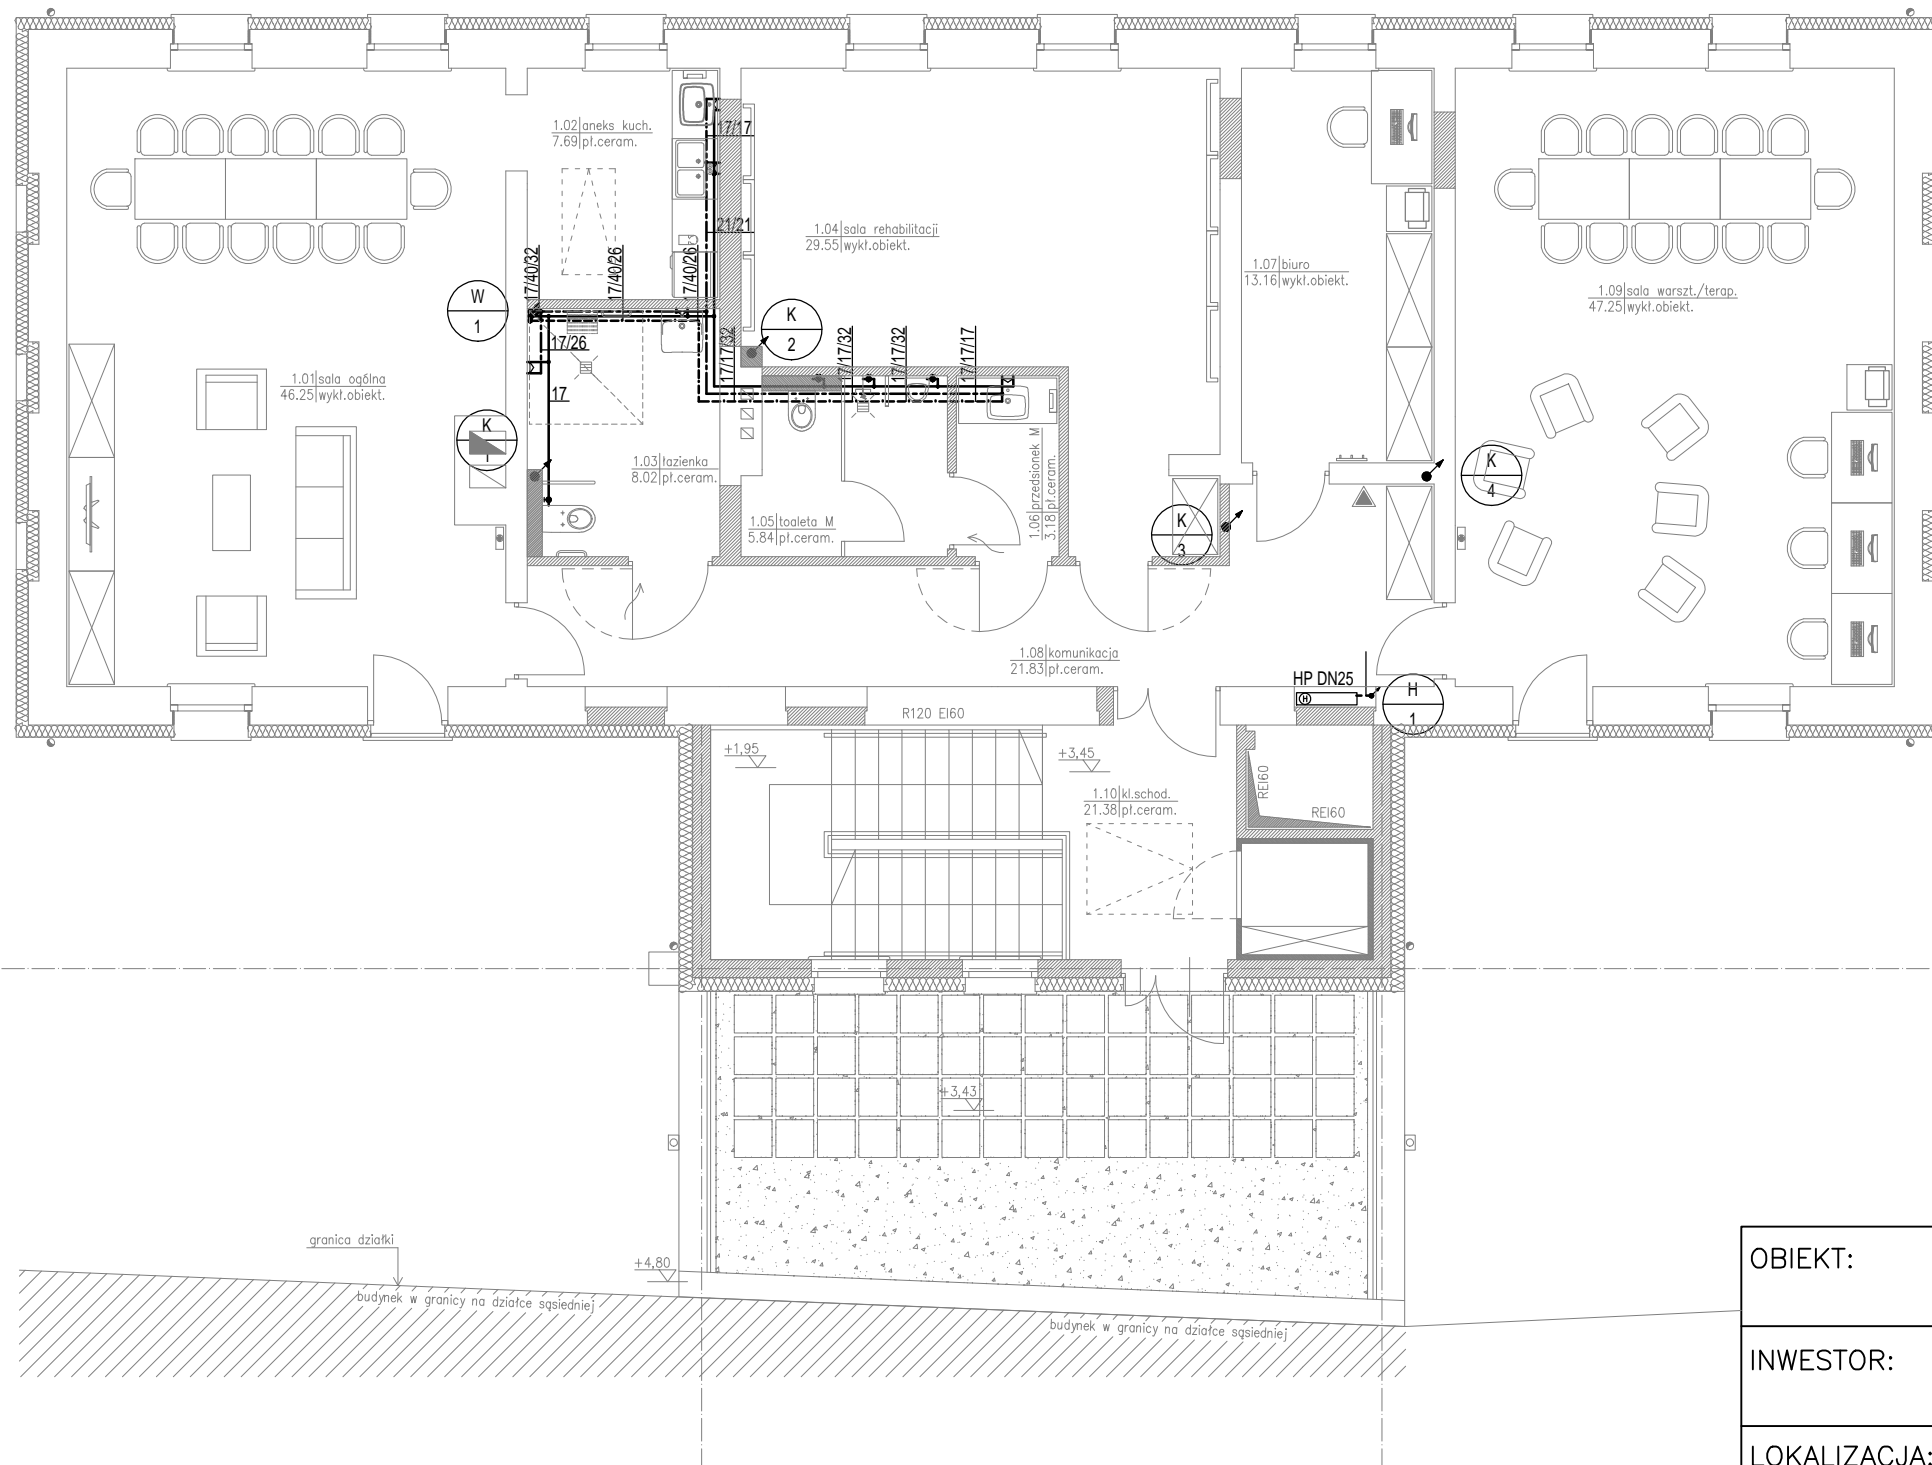 1.02 aneks kuch.
7.69 pł.ceram.
17/17
21/21
17/40/32
17/40/26
17/40/26
1.04 sala rehabilitacji
29.55 wykł.obiekt.
1.07 biuro
13.16 wykł.obiekt.
1.09 sala warszt./terap.
47.25 wykł.obiekt.
W
1
K
2
17/26
17
17/17/32
17/17/32
17/17/32
17/17/17
1.01 sala ogólna
46.25 wykł.obiekt.
K
1
1.03 łazienka
8.02 pł.ceram.
1.05 toaleta M
5.84 pł.ceram.
1.06 przedsionek M
3.18 pł.ceram.
K
3
K
4
1.08 komunikacja
21.83 pł.ceram.
HP DN25
H
H
1
R120 EI60
+1,95
+3,45
1.10 kl.schod.
21.38 pł.ceram.
REI60
REI60
+3,43
granica działki
+4,80
budynek w granicy na działce sąsiedniej
budynek w granicy na działce sąsiedniej
OBIEKT:
INWESTOR:
LOKALIZACJA: